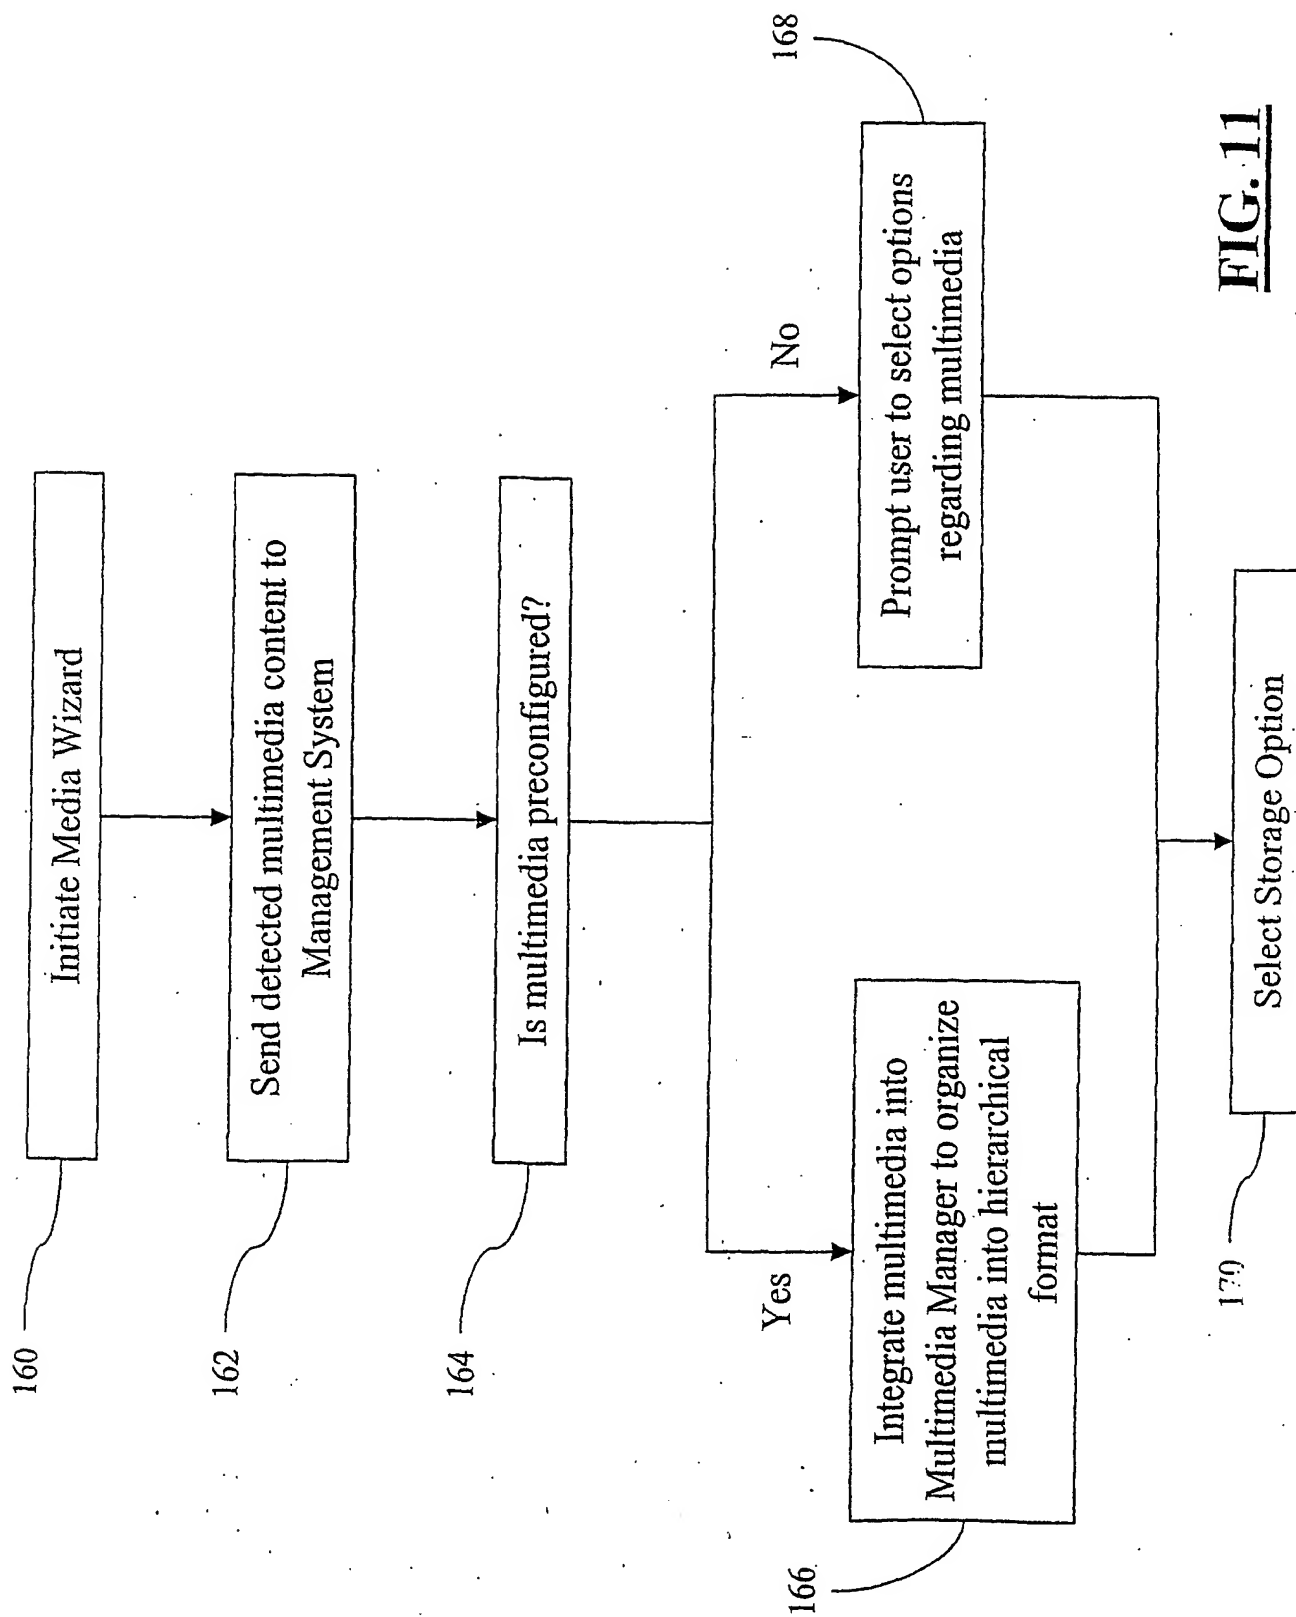 160
Initiate Media Wizard
162
Send detected multimedia content to
Management System
164
Is multimedia preconfigured?
Yes
No
166
Integrate multimedia into
Multimedia Manager to organize
multimedia into hierarchical
format
168
Prompt user to select options
regarding multimedia
170
Select Storage Option
FIG. 11